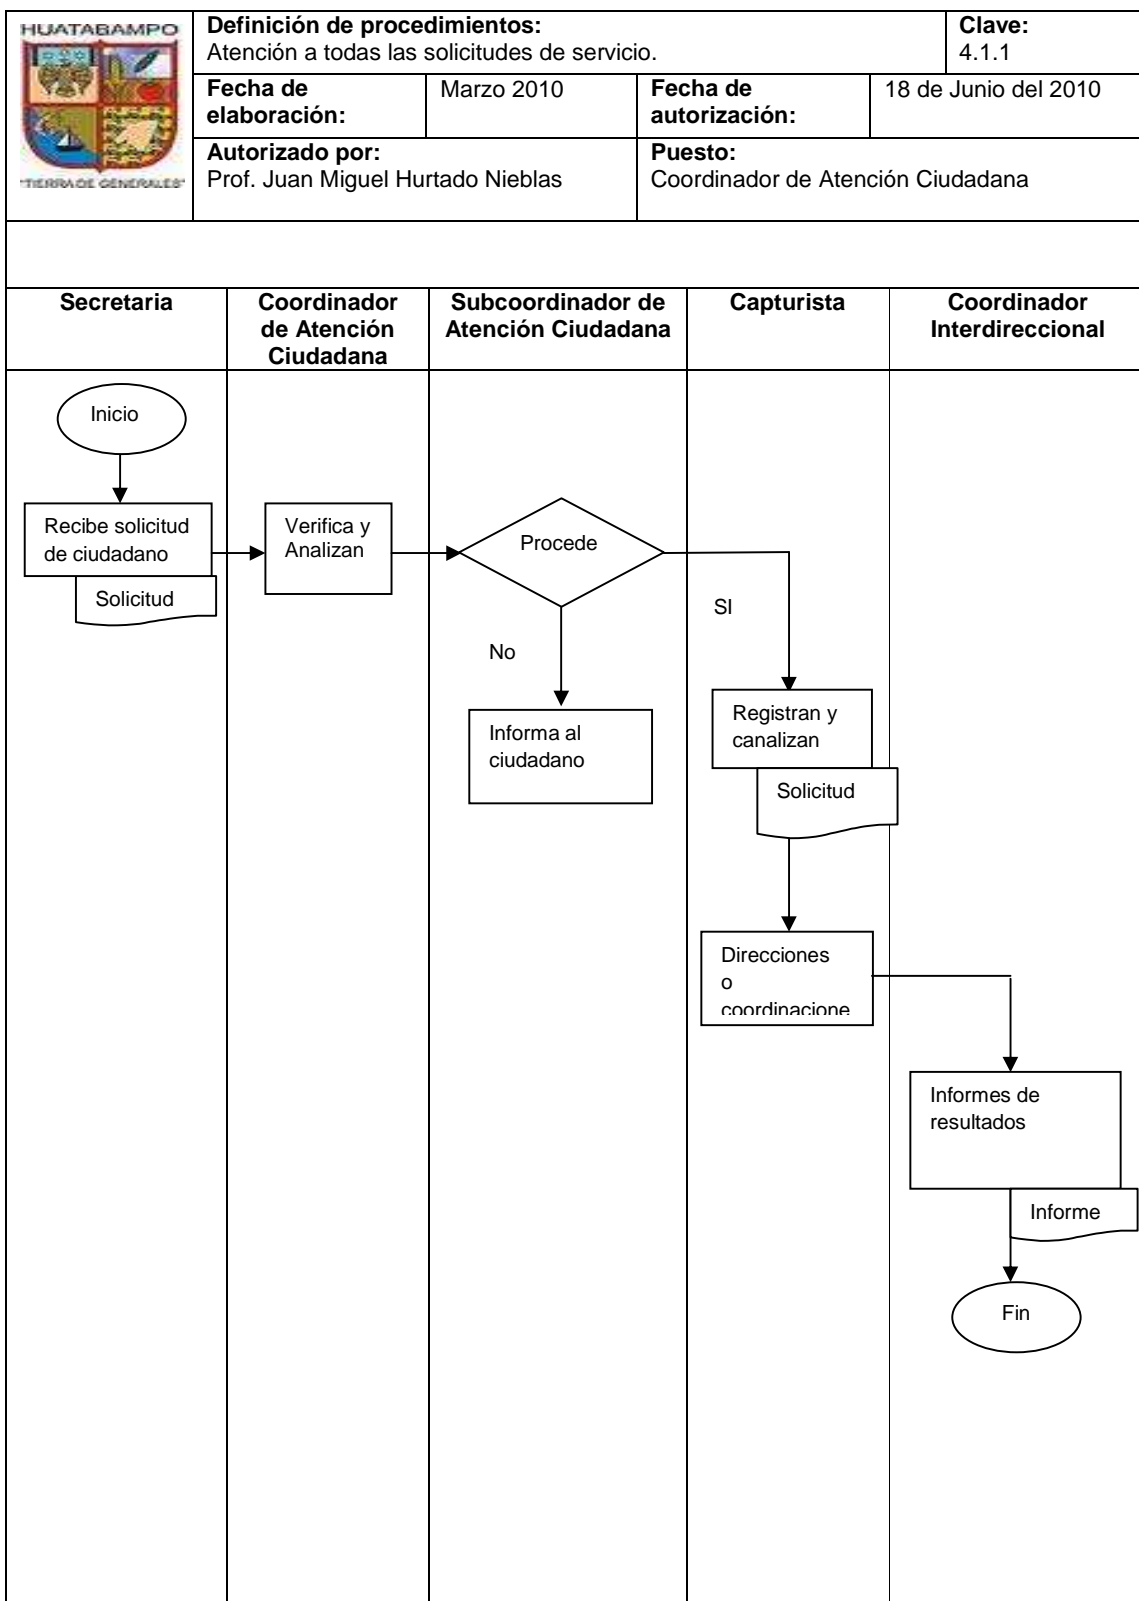 HUATABAMPO
"TIERRA DE GENERALES"
Definición de procedimientos:
Atención a todas las solicitudes de servicio.
Clave:
4.1.1
Fecha de
elaboración:
Marzo 2010
Fecha de
autorización:
18 de Junio del 2010
Autorizado por:
Prof. Juan Miguel Hurtado Nieblas
Puesto:
Coordinador de Atención Ciudadana
Secretaria
Coordinador
de Atención
Ciudadana
Subcoordinador de
Atención Ciudadana
Capturista
Coordinador
Interdireccional
Inicio
Recibe solicitud
de ciudadano
Solicitud
Verifica y
Analizan
Procede
SI
No
Informa al
ciudadano
Registran y
canalizan
Solicitud
Direcciones
o
coordinacione
Informes de
resultados
Informe
Fin